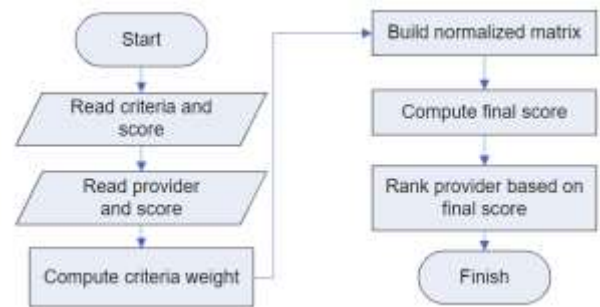 Start
Read criteria and
score
Read provider
and score
Compute criteria weight
Build normalized matrix
Compute final score
Rank provider based on
final score
Finish